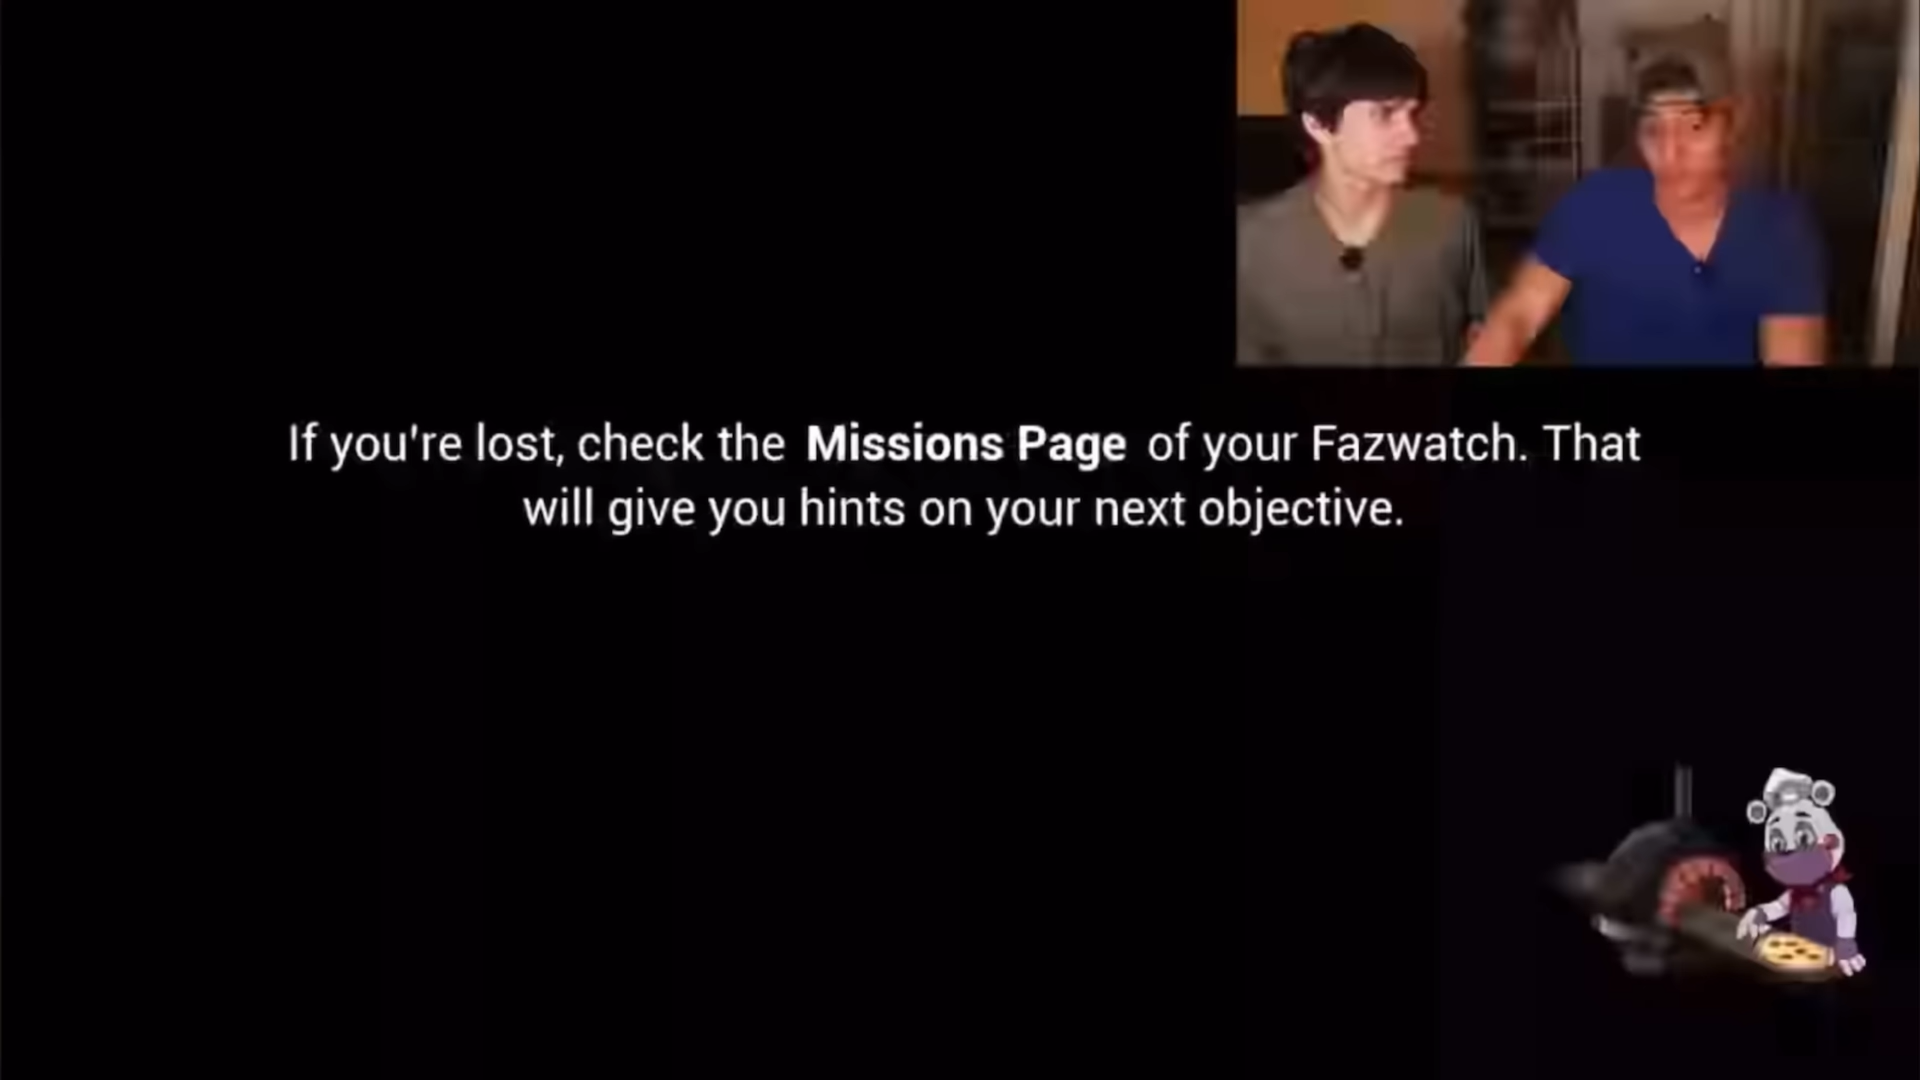 If you're lost, check the Missions Page of your Fazwatch. That
will give you hints on your next objective.